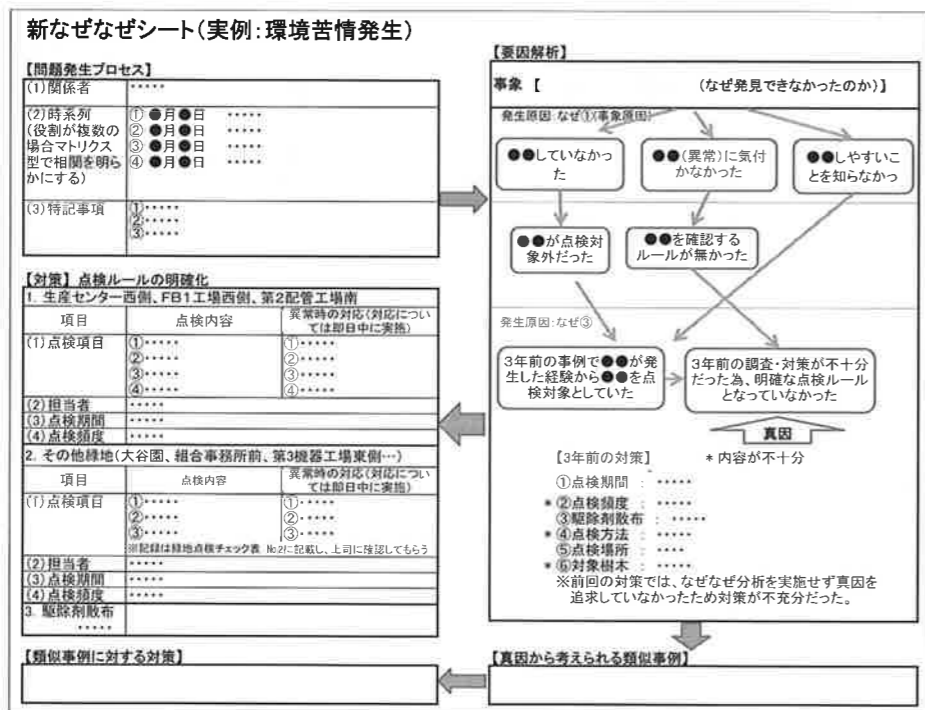 新なぜなぜシート(実例:環境苦情発生)
【問題発生プロセス】
(1)関係者 ・・・・・
(2)時系列
(役割が複数の
場合マトリクス
型で相関を明ら
かにする)
① ●月●日 ・・・・・
② ●月●日 ・・・・・
③ ●月●日 ・・・・・
④ ●月●日 ・・・・・
(3)特記事項
①・・・・・
②・・・・・
③・・・・・
【対策】点検ルールの明確化
1. 生産センター西側、FB1工場西側、第2配管工場南
項目 点検内容 異常時の対応(対応につい
ては即日中に実施)
(1)点検項目
①・・・・・ ①・・・・・
②・・・・・ ②・・・・・
③・・・・・ ③・・・・・
④・・・・・ ④・・・・・
(2)担当者 ・・・・・
(3)点検期間 ・・・・・
(4)点検頻度 ・・・・・
2. その他緑地(大谷園、組合事務所前、第3機器工場東側…)
項目 点検内容 異常時の対応(対応につい
ては即日中に実施)
(1)点検項目
①・・・・・ ①・・・・・
②・・・・・ ②・・・・・
③・・・・・ ③・・・・・
※記録は緑地点検チェック表 No.2に記載し、上司に確認してもらう
(2)担当者 ・・・・・
(3)点検期間 ・・・・・
(4)点検頻度 ・・・・・
3. 駆除剤散布
・・・・・
【類似事例に対する対策】
【要因解析】
事象 【 (なぜ発見できなかったのか)】
発生原因:なぜ①(事象原因)
●●していなかっ
た
●●(異常)に気付
かなかった
●●しやすいこ
とを知らなかっ
●●が点検対
象外だった
●●を確認する
ルールが無かった
発生原因:なぜ③
3年前の事例で●●が発
生した経験から●●を点
検対象としていた
3年前の調査・対策が不十分
だった為、明確な点検ルール
となっていなかった
真因
【3年前の対策】 *内容が不十分
①点検期間 : ・・・・・
*②点検頻度 : ・・・・・
③駆除剤散布 : ・・・・・
*④点検方法 : ・・・・・
⑤点検場所 : ・・・・
*⑥対象樹木 : ・・・・・
※前回の対策では、なぜなぜ分析を実施せず真因を
追求していなかったため対策が不充分だった。
【真因から考えられる類似事例】